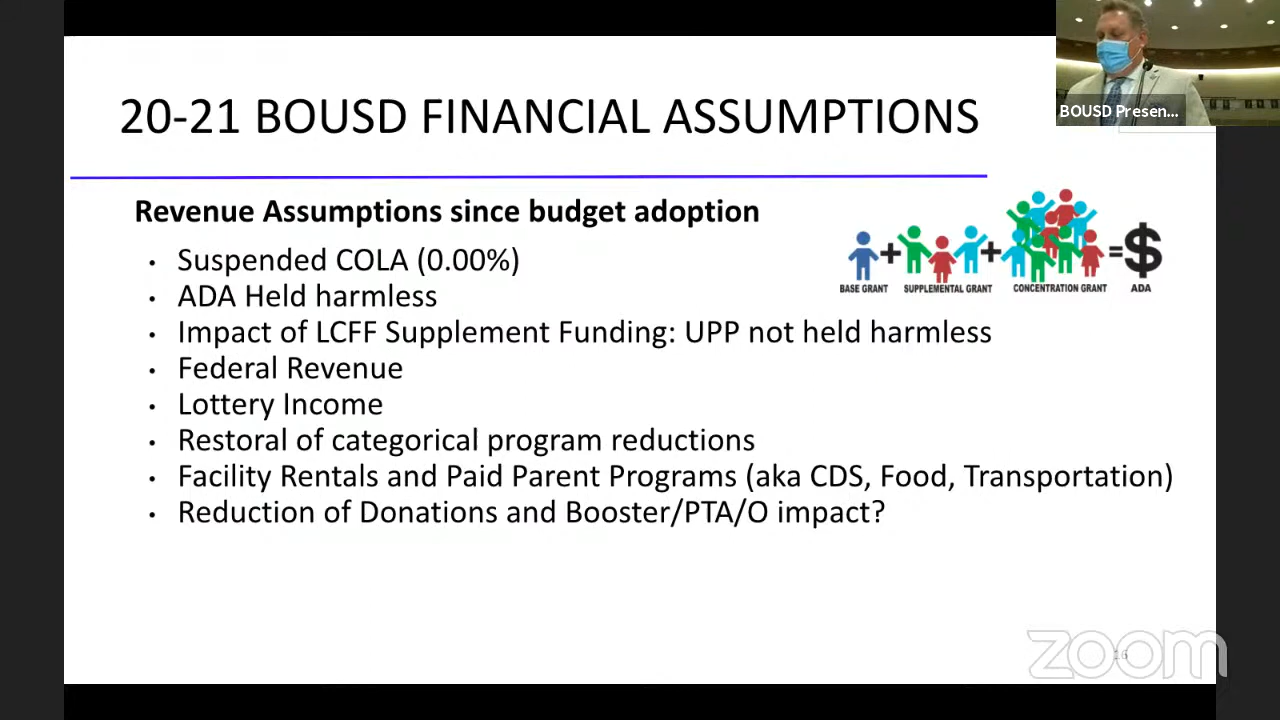 20-21 BOUSD FINANCIAL ASSUMPTIONS
BOUSD Presen...
Revenue Assumptions since budget adoption
• Suspended COLA (0.00%)
• ADA Held harmless
• Impact of LCFF Supplement Funding: UPP not held harmless
• Federal Revenue
• Lottery Income
• Restoral of categorical program reductions
• Facility Rentals and Paid Parent Programs (aka CDS, Food, Transportation)
• Reduction of Donations and Booster/PTA/O impact?
+ + = $
BASE GRANT SUPPLEMENTAL GRANT CONCENTRATION GRANT ADA
zoom
16